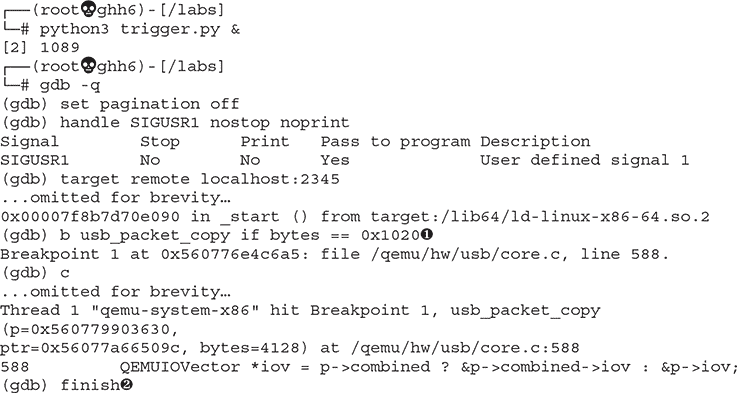 ┌──(root💀ghh6)-[/labs]
└─# python3 trigger.py &
[2] 1089
┌──(root💀ghh6)-[/labs]
└─# gdb -q
(gdb) set pagination off
(gdb) handle SIGUSR1 nostop noprint
Signal        Stop      Print   Pass to program Description
SIGUSR1       No        No      Yes             User defined signal 1
(gdb) target remote localhost:2345
…omitted for brevity…
0x00007f8b7d70e090 in _start () from target:/lib64/ld-linux-x86-64.so.2
(gdb) b usb_packet_copy if bytes == 0x1020❶
Breakpoint 1 at 0x560776e4c6a5: file /qemu/hw/usb/core.c, line 588.
(gdb) c
…omitted for brevity…
Thread 1 "qemu-system-x86" hit Breakpoint 1, usb_packet_copy
(p=0x560779903630,
ptr=0x56077a66509c, bytes=4128) at /qemu/hw/usb/core.c:588
588         QEMUIOVector *iov = p->combined ? &p->combined->iov : &p->iov;
(gdb) finish❷